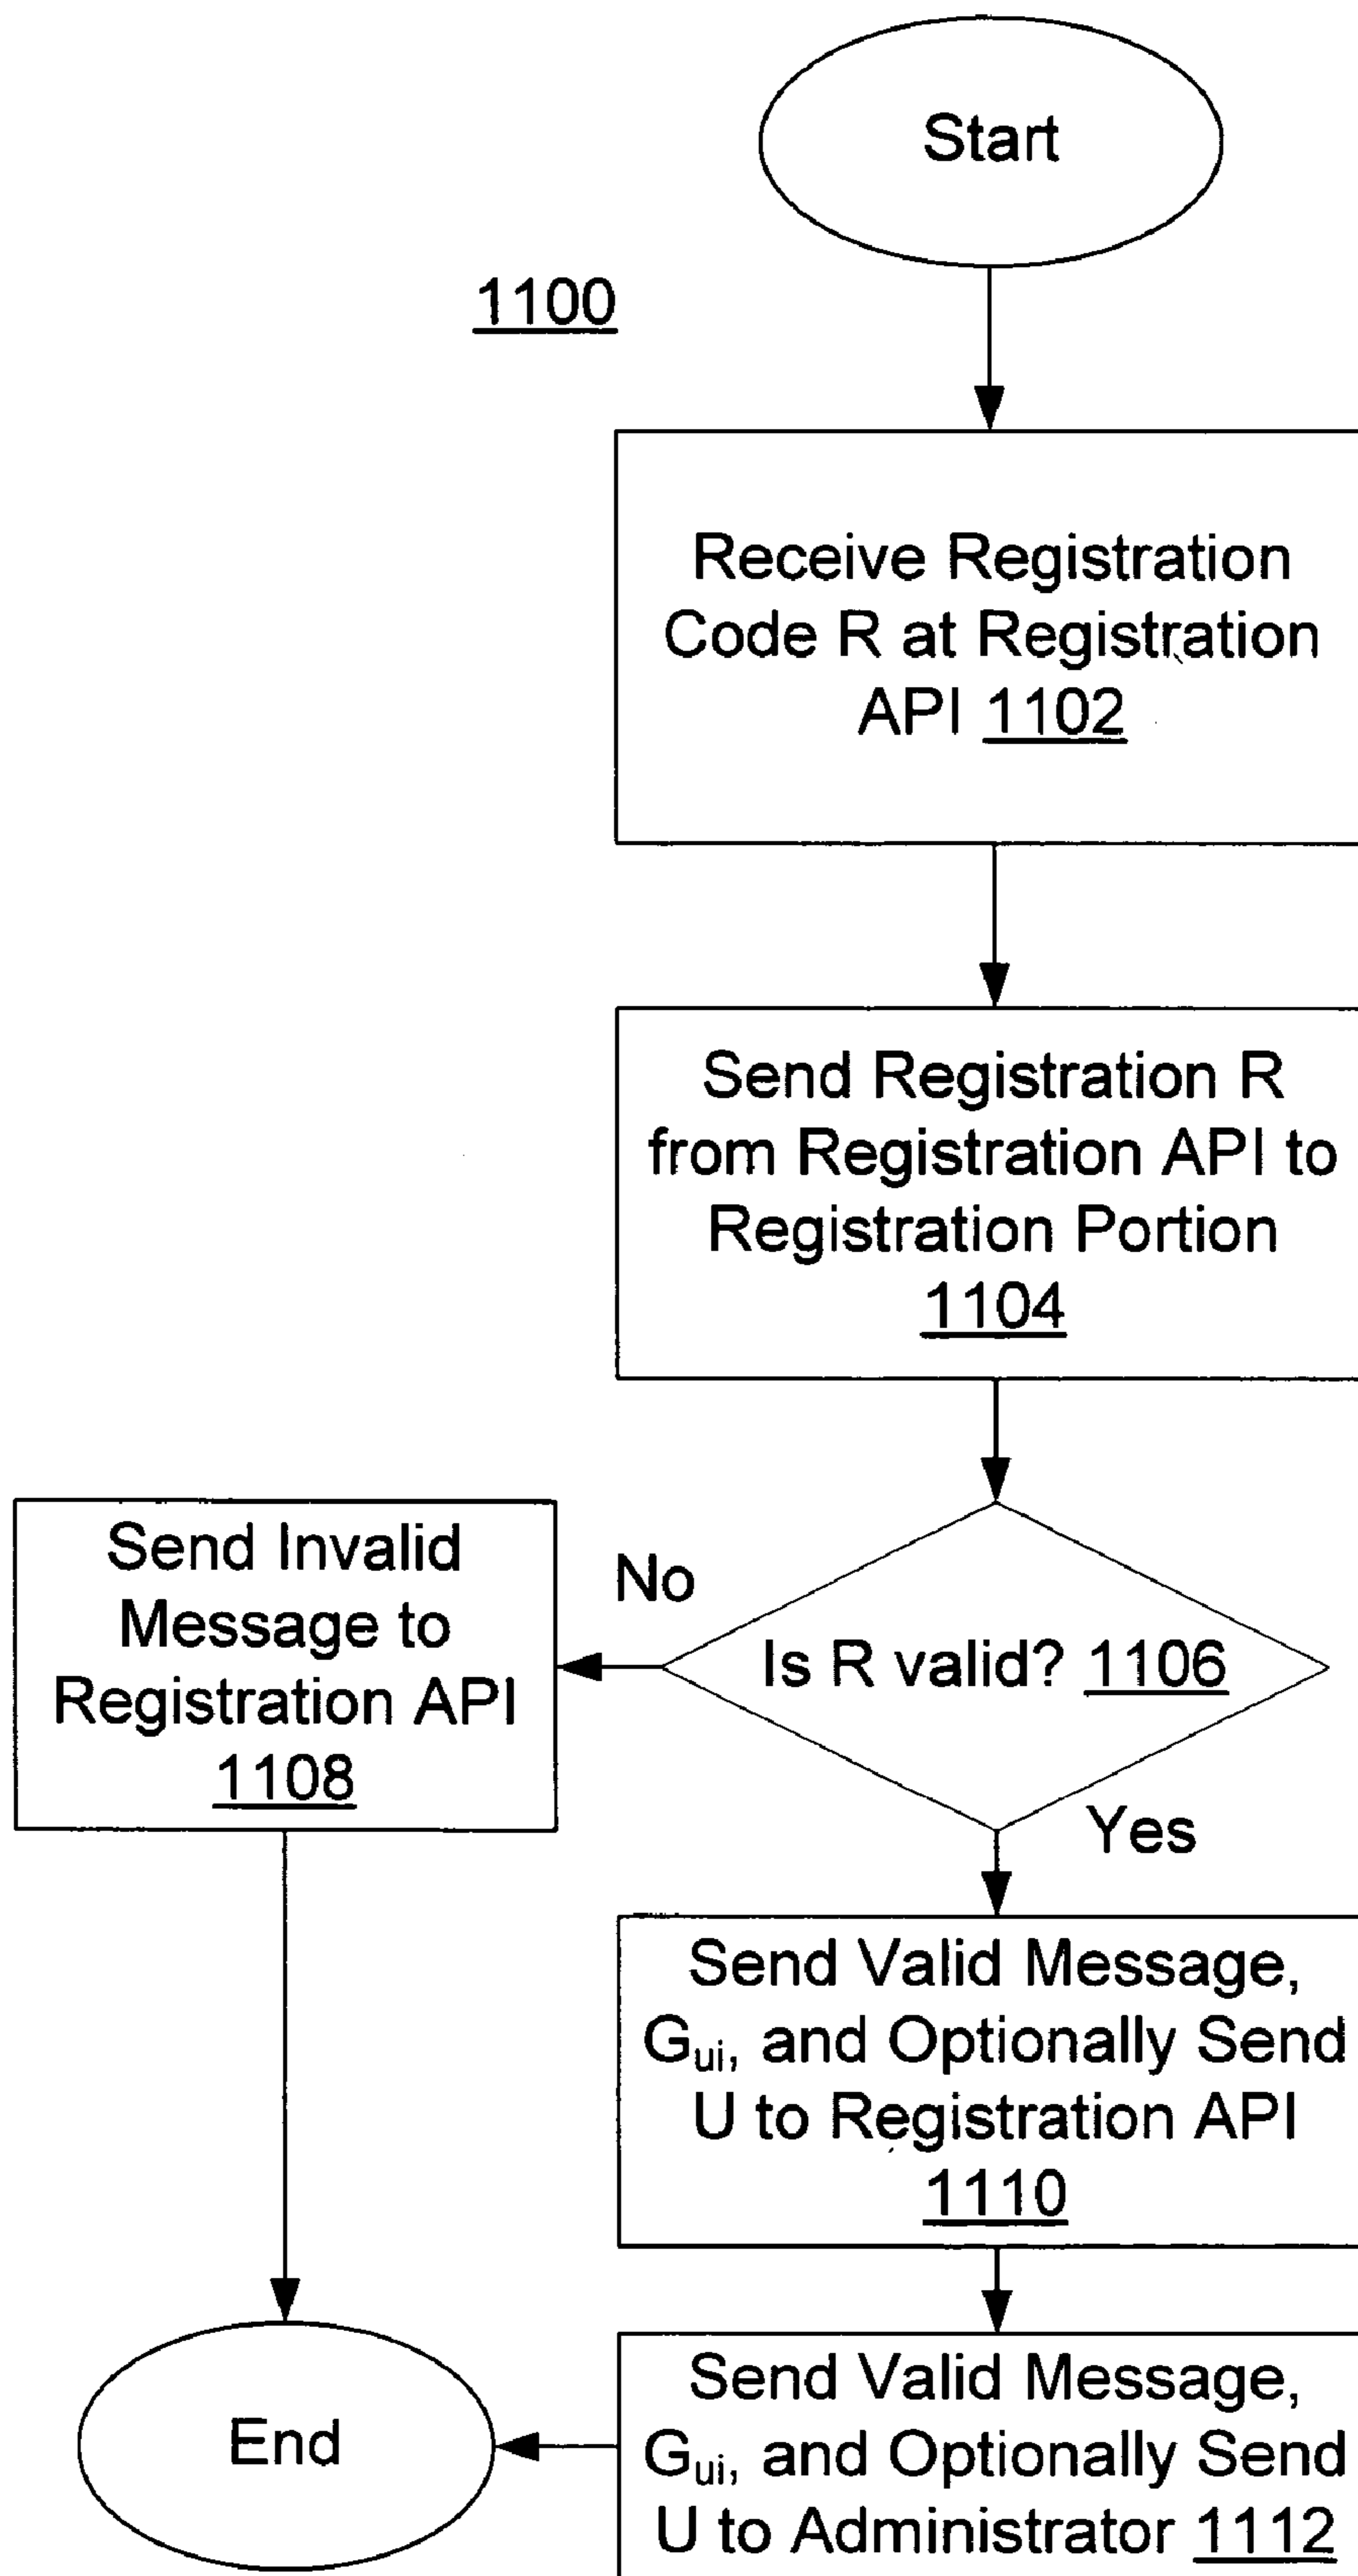 Start
1100
Receive Registration
Code R at Registration
API 1102
Send Registration R
from Registration API to
Registration Portion
1104
Send Invalid
Message to
Registration API
1108
No
Is R valid? 1106
Yes
Send Valid Message,
Gui, and Optionally Send
U to Registration API
1110
Send Valid Message,
Gui, and Optionally Send
U to Administrator 1112
End